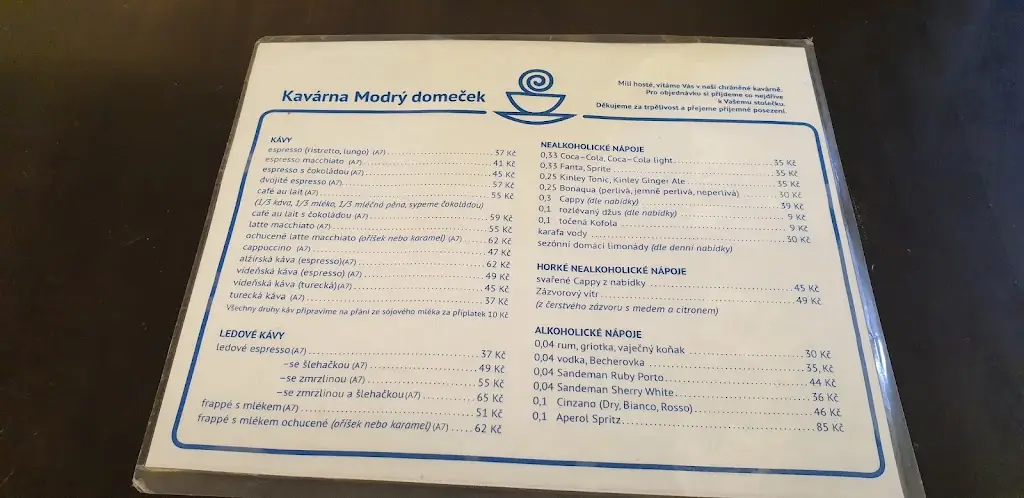 Kavárna Modrý domeček
Milí hosté, vítáme Vás v naší chráněné kavárně.
Pro objednávku si přijdeme co nejdříve
k Vašemu stolečku.
Děkujeme za trpělivost a přejeme příjemné posezení.
KÁVY
espresso (ristretto, lungo) (A7) 37 Kč
espresso macchiato (A7) 41 Kč
espresso s čokoládou (A7) 45 Kč
dvojité espresso (A7) 57 Kč
café au lait (A7) 55 Kč
(1/3 káva, 1/3 mléko, 1/3 mléčná pěna, sypeme čokoládou)
café au lait s čokoládou (A7) 59 Kč
latte macchiato (A7) 55 Kč
ochucené latte macchiato (oříšek nebo karamel) (A7) 62 Kč
cappuccino (A7) 47 Kč
alžírská káva (espresso)(A7) 62 Kč
vídeňská káva (espresso) (A7) 49 Kč
vídeňská káva (turecká)(A7) 45 Kč
turecká káva (A7) 37 Kč
Všechny druhy káv připravíme na přání ze sójového mléka za příplatek 10 Kč
LEDOVÉ KÁVY
ledové espresso(A7) 37 Kč
–se šlehačkou (A7) 49 Kč
–se zmrzlinou (A7) 55 Kč
–se zmrzlinou a šlehačkou(A7) 65 Kč
frappé s mlékem(A7) 51 Kč
frappé s mlékem ochucené (oříšek nebo karamel)(A7) 62 Kč
NEALKOHOLICKÉ NÁPOJE
0,33 Coca–Cola, Coca–Cola light 35 Kč
0,33 Fanta, Sprite 35 Kč
0,25 Kinley Tonic, Kinley Ginger Ale 35 Kč
0,25 Bonaqua (perlivá, jemně perlivá, neperlivá) 30 Kč
0,3 Cappy (dle nabídky) 39 Kč
0,1 rozlévaný džus (dle nabídky) 9 Kč
0,1 točená Kofola 9 Kč
karafa vody 30 Kč
sezónní domácí limonády (dle denní nabídky)
HORKÉ NEALKOHOLICKÉ NÁPOJE
svařené Cappy z nabídky 45 Kč
Zázvorový vítr 49 Kč
(z čerstvého zázvoru s medem a citronem)
ALKOHOLICKÉ NÁPOJE
0,04 rum, griotka, vaječný koňak 30 Kč
0,04 vodka, Becherovka 35, Kč
0,04 Sandeman Ruby Porto 44 Kč
0,04 Sandeman Sherry White 36 Kč
0,1 Cinzano (Dry, Bianco, Rosso) 46 Kč
0,1 Aperol Spritz 85 Kč